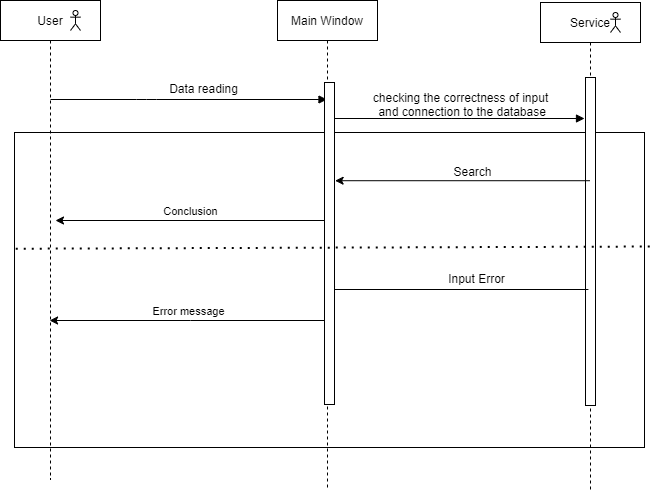 User
Main Window
Service
Data reading
checking the correctness of input
and connection to the database
Search
Conclusion
Input Error
Error message